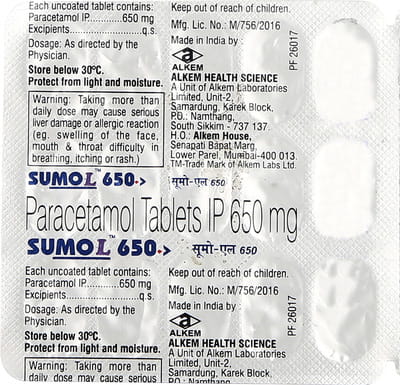 Each uncoated tablet contains:
Paracetamol IP..............650 mg
Excipients........................q.s.
Dosage: As directed by the
Physician.
Store below 30°C.
Protect from light and moisture.
Warning: Taking more than
daily dose may cause serious
liver damage or allergic reaction
(eg. swelling of the face,
mouth & throat difficulty in
breathing, itching or rash.)
Keep out of reach of children.
Mfg. Lic. No.: M/756/2016
Made in India by :
ALKEM
ALKEM HEALTH SCIENCE
A Unit of Alkem Laboratories
Limited, Unit-2,
Samardung, Karek Block,
P.O.: Namthang,
South Sikkim - 737 137.
H.O.: Alkem House,
Senapati Bapat Marg,
Lower Parel, Mumbai-400 013.
TM-Trade Mark of Alkem Labs Ltd.
PF 26017
SUMO L™ 650 सूमो-एल 650
Paracetamol Tablets IP 650 mg
SUMO L™ 650 सूमो-एल 650
Each uncoated tablet contains:
Paracetamol IP..............650 mg
Excipients........................q.s.
Dosage: As directed by the
Physician.
Store below 30°C.
Protect from light and moisture.
Warning: Taking more than
daily dose may cause serious
Keep out of reach of children.
Mfg. Lic. No.: M/756/2016
Made in India by :
ALKEM
ALKEM HEALTH SCIENCE
A Unit of Alkem Laboratories
Limited, Unit-2,
Samardung, Karek Block,
P.O.: Namthang,
PF 26017